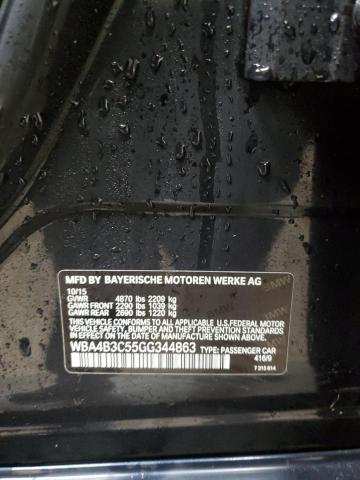 MFD BY BAYERISCHE MOTOREN WERKE AG
10/15
GVWR 4870 lbs 2209 kg
GAWR FRONT 2290 lbs 1039 kg
GAWR REAR 2690 lbs 1220 kg
THIS VEHICLE CONFORMS TO ALL APPLICABLE U.S.FEDERAL MOTOR
VEHICLE SAFETY, BUMPER AND THEFT PREVENTION STANDARDS
IN EFFECT ON THE DATE OF MANUFACTURE SHOWN ABOVE.
WBA4B3C55GG344863 TYPE: PASSENGER CAR
416/9
7 315 614